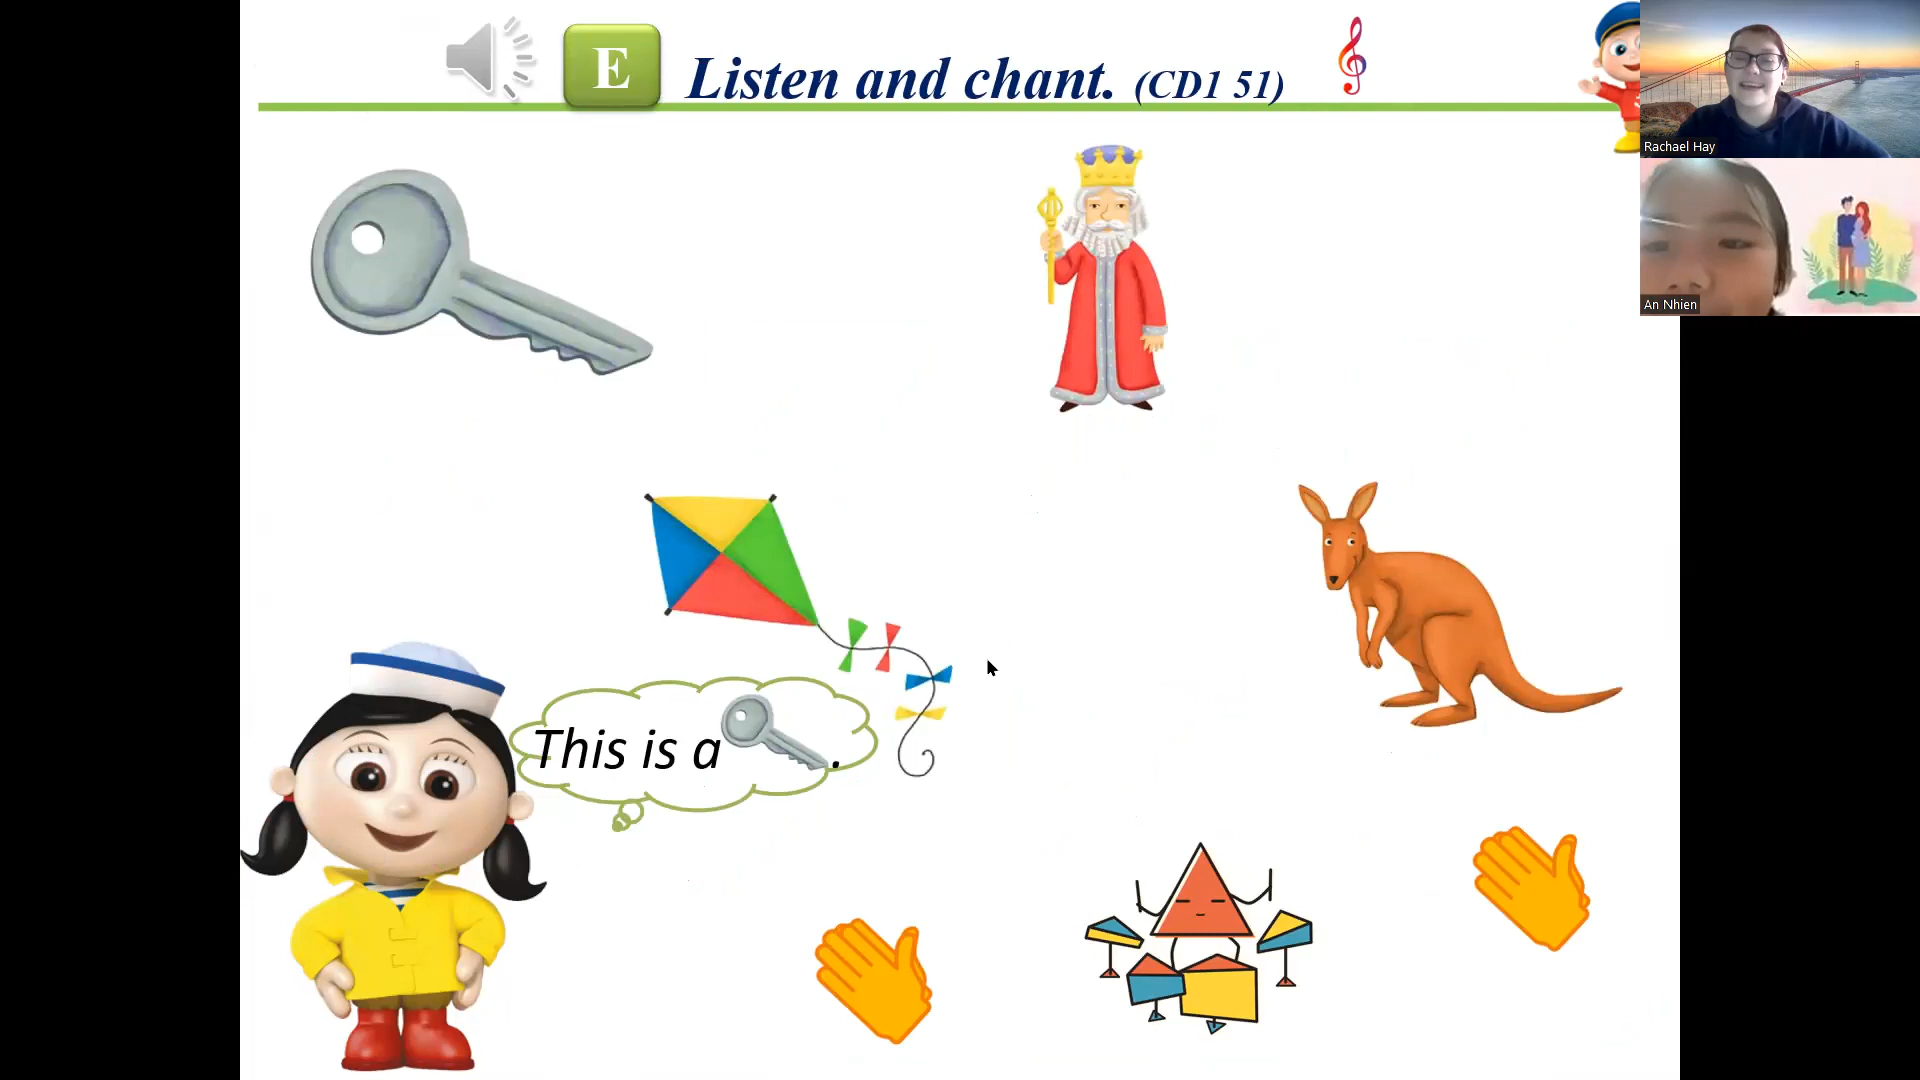 E Listen and chant. (CD1 51)
Rachael Hay
An Nhien
This is a .